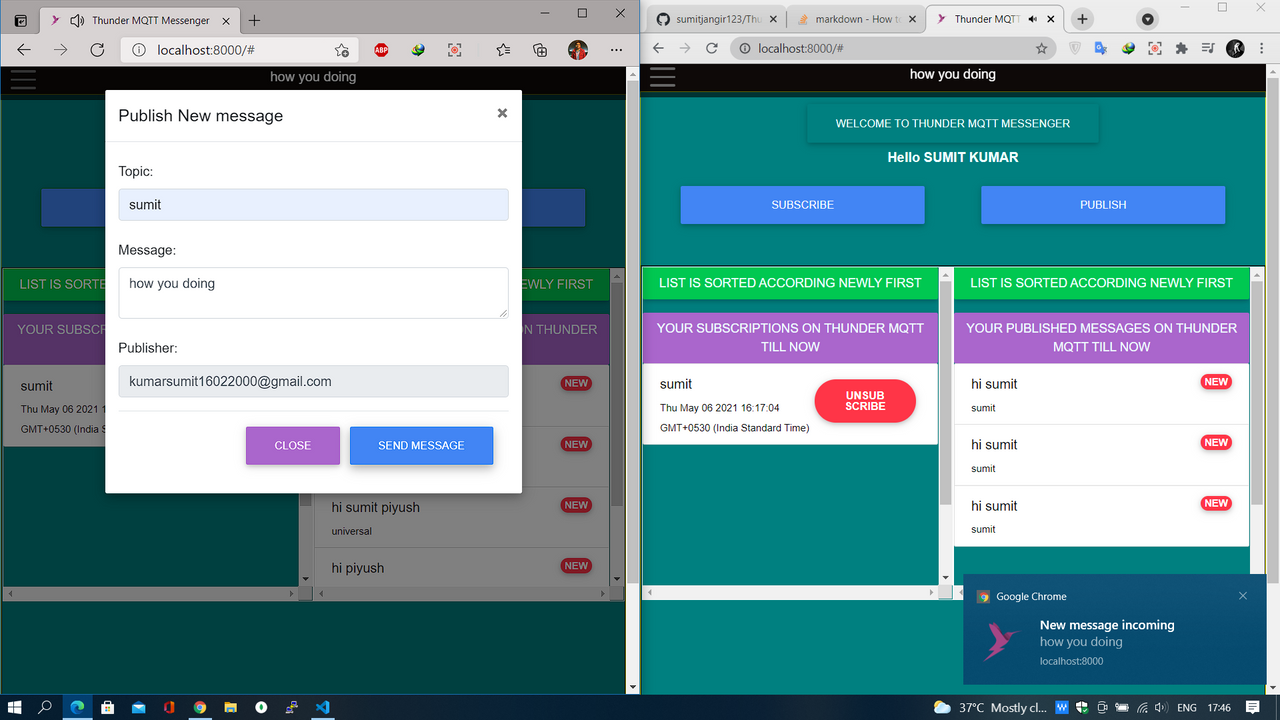 Thunder MQTT Messenger
localhost:8000/#
ABP
how you doing
Publish New message
Topic:
sumit
Message:
how you doing
Publisher:
kumarsumit16022000@gmail.com
CLOSE
SEND MESSAGE
LIST IS SORTE
EWLY FIRST
YOUR SUBSCR
ON THUNDER
sumit
Thu May 06 2021 1
GMT+0530 (India S
NEW
NEW
hi sumit piyush
NEW
universal
hi piyush
NEW
sumitjangir123/Thu
markdown - How to
Thunder MQTT
localhost:8000/#
how you doing
WELCOME TO THUNDER MQTT MESSENGER
Hello SUMIT KUMAR
SUBSCRIBE
PUBLISH
LIST IS SORTED ACCORDING NEWLY FIRST
YOUR SUBSCRIPTIONS ON THUNDER MQTT
TILL NOW
sumit
Thu May 06 2021 16:17:04
GMT+0530 (India Standard Time)
UNSUB
SCRIBE
LIST IS SORTED ACCORDING NEWLY FIRST
YOUR PUBLISHED MESSAGES ON THUNDER
MQTT TILL NOW
hi sumit
NEW
sumit
hi sumit
NEW
sumit
hi sumit
NEW
sumit
Google Chrome
New message incoming
how you doing
localhost:8000
37°C Mostly cl...
ENG
17:46